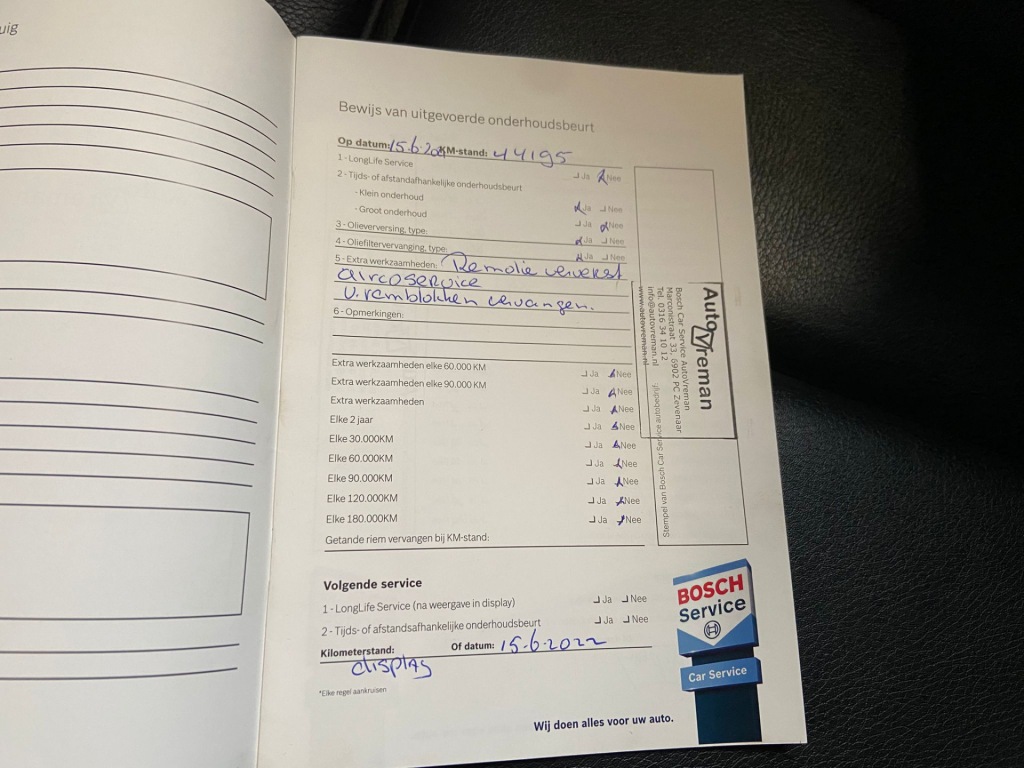 uig
Bewijs van uitgevoerde onderhoudsbeurt
Op datum: 15.6.2021 KM-stand: 44195
1 - LongLife Service Ja Nee
2 - Tijds- of afstandafhankelijke onderhoudsbeurt
- Klein onderhoud Ja Nee
- Groot onderhoud Ja Nee
3 - Olieverversing, type: Ja Nee
4 - Oliefiltervervanging, type: Ja Nee
5 - Extra werkzaamheden: Remolie ververst
aircoservice
v. remblokken vervangen.
6 - Opmerkingen:
Extra werkzaamheden elke 60.000 KM Ja Nee
Extra werkzaamheden elke 90.000 KM Ja Nee
Extra werkzaamheden Ja Nee
Elke 2 jaar Ja Nee
Elke 30.000KM Ja Nee
Elke 60.000KM Ja Nee
Elke 90.000KM Ja Nee
Elke 120.000KM Ja Nee
Elke 180.000KM Ja Nee
Getande riem vervangen bij KM-stand:
AutoVreman
Bosch Car Service AutoVreman
Marconistraat 33, 6902 PC Zevenaar
Tel. 0316 34 10 12
info@autovreman.nl
www.autovreman.nl
Stempel van Bosch Car Service autobedrijf:
Volgende service
1 - LongLife Service (na weergave in display) Ja Nee
2 - Tijds- of afstandsafhankelijke onderhoudsbeurt Ja Nee
Kilometerstand: Of datum: 15.6.2022
display
*Elke regel aankruisen
BOSCH
Service
Car Service
Wij doen alles voor uw auto.